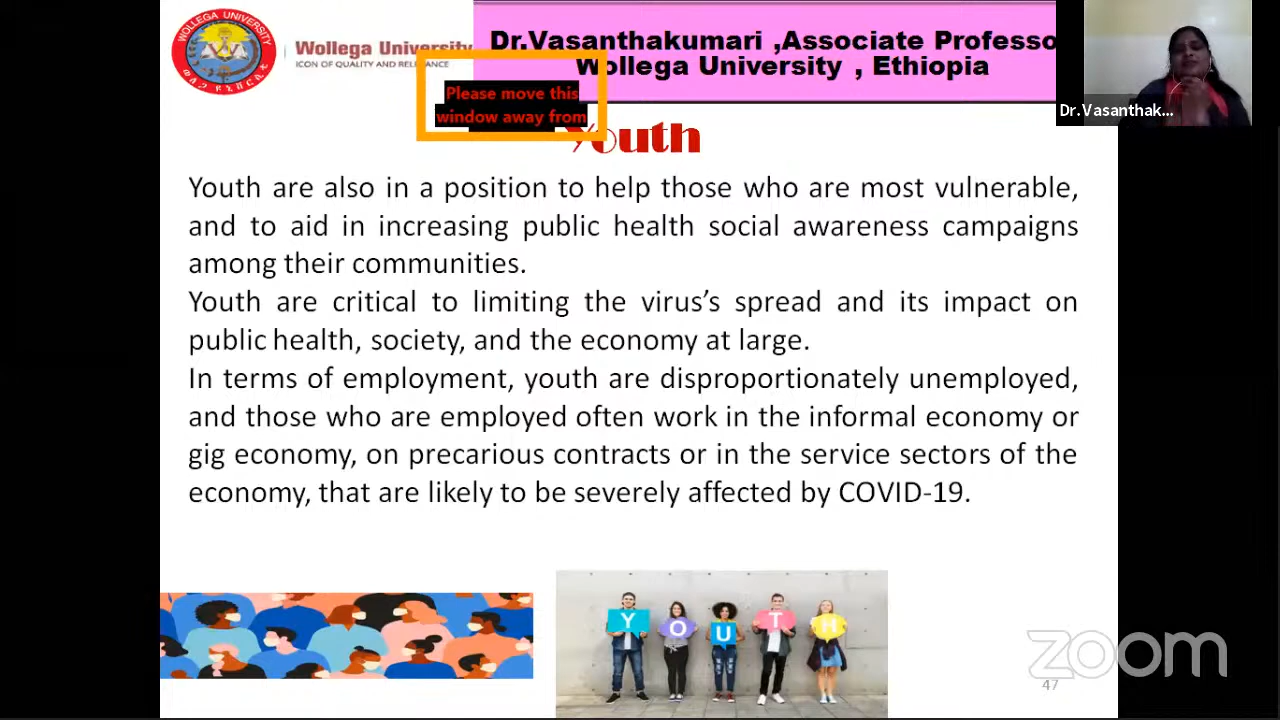 WOLLEGA UNIVERSITY
Wollega University
ICON OF QUALITY AND RELEVANCE
Dr.Vasanthakumari ,Associate Professo
Wollega University , Ethiopia
Please move this
window away from
Dr.Vasanthak...
Youth
Youth are also in a position to help those who are most vulnerable,
and to aid in increasing public health social awareness campaigns
among their communities.
Youth are critical to limiting the virus’s spread and its impact on
public health, society, and the economy at large.
In terms of employment, youth are disproportionately unemployed,
and those who are employed often work in the informal economy or
gig economy, on precarious contracts or in the service sectors of the
economy, that are likely to be severely affected by COVID-19.
Y O U T H
zoom
47